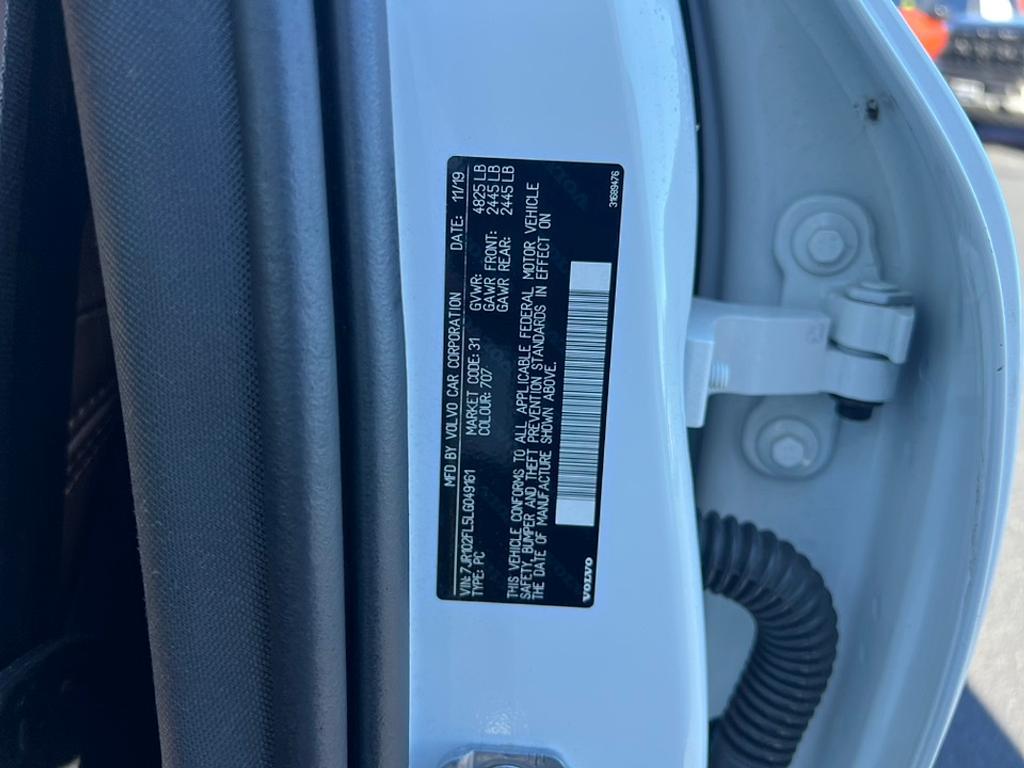 MFD BY VOLVO CAR CORPORATION DATE: 11/19
VIN: 7JR102FL5LG049161 MARKET CODE: 31 GVWR: 4825 LB
TYPE: PC COLOUR: 707 GAWR FRONT: 2445 LB
GAWR REAR: 2445 LB
THIS VEHICLE CONFORMS TO ALL APPLICABLE FEDERAL MOTOR VEHICLE
SAFETY, BUMPER AND THEFT PREVENTION STANDARDS IN EFFECT ON
THE DATE OF MANUFACTURE SHOWN ABOVE.
VOLVO 31689476